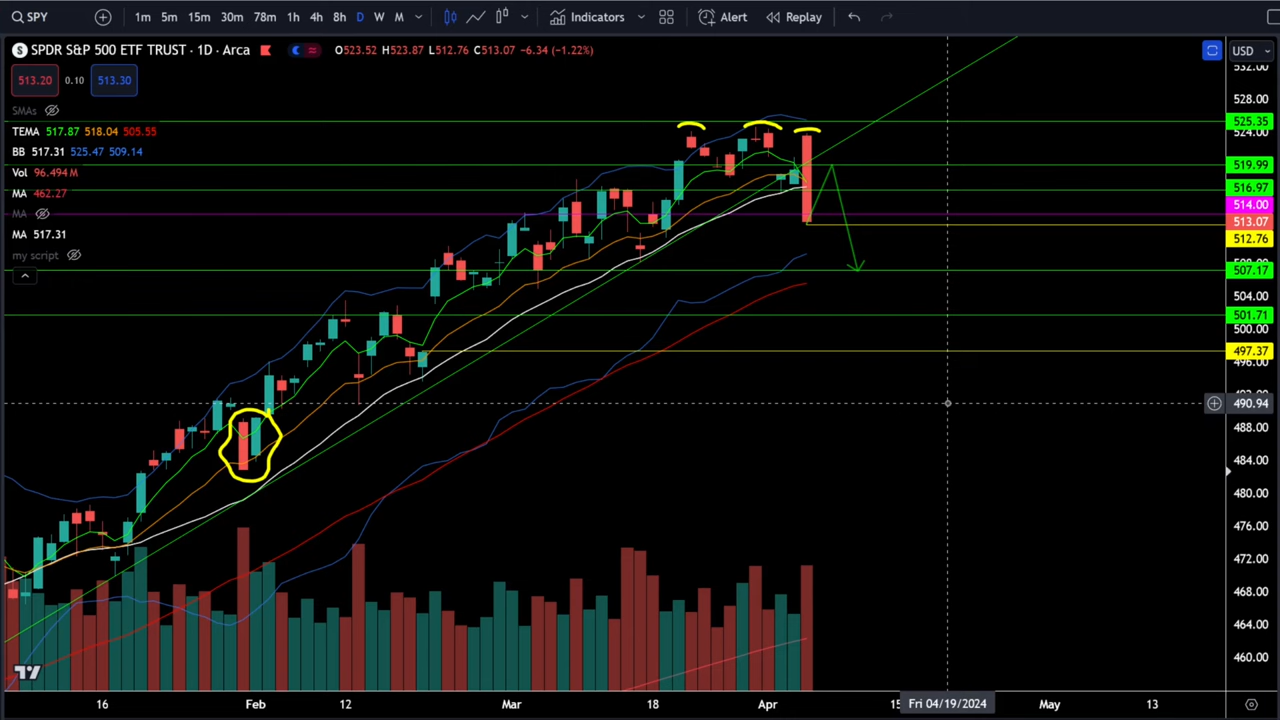 SPY 1m 5m 15m 30m 78m 1h 4h 8h D W M Indicators Alert Replay
S SPDR S&P 500 ETF TRUST · 1D · Arca O523.52 H523.87 L512.76 C513.07 −6.34 (−1.22%) USD
532.00
513.20 0.10 513.30
528.00
SMAs
525.35
TEMA 517.87 518.04 505.55
524.00
BB 517.31 525.47 509.14
519.99
Vol 96.494 M
MA 462.27
516.97
MA
514.00
513.07
MA 517.31
512.76
my script
507.17
504.00
501.71
500.00
497.37
496.00
490.94
488.00
484.00
480.00
476.00
472.00
468.00
464.00
460.00
16 Feb 12 Mar 18 Apr 15 Fri 04/19/2024 May 13